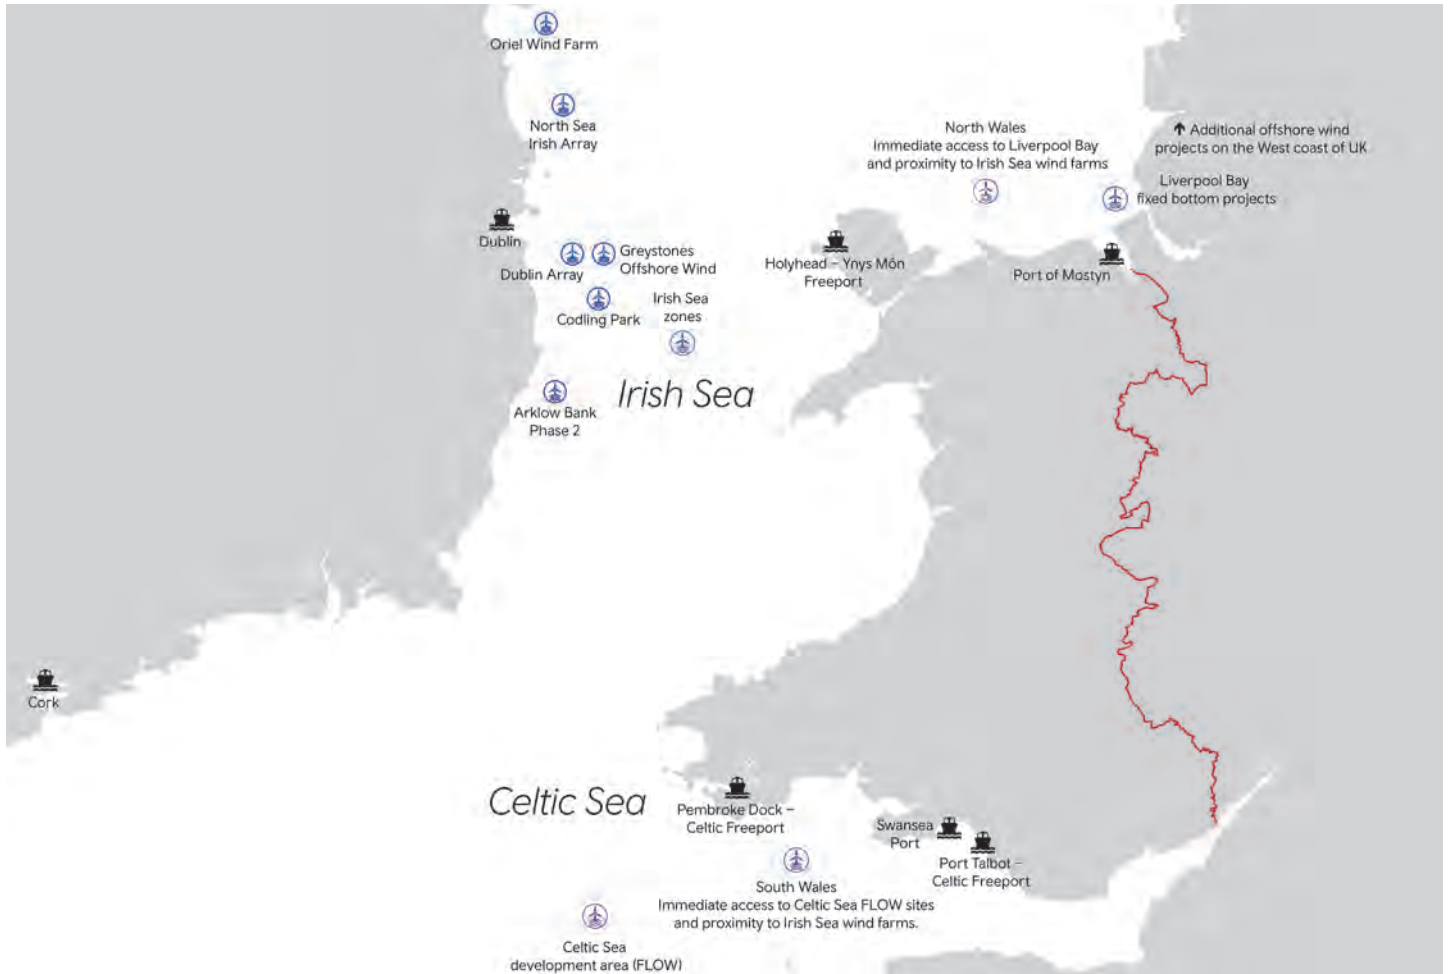 Oriel Wind Farm
North Sea
Irish Array
North Wales
Immediate access to Liverpool Bay
and proximity to Irish Sea wind farms
Additional offshore wind
projects on the West coast of UK
Liverpool Bay
fixed bottom projects
Dublin
Dublin Array
Greystones
Offshore Wind
Holyhead – Ynys Môn
Freeport
Port of Mostyn
Codling Park
Irish Sea
zones
Irish Sea
Arklow Bank
Phase 2
Cork
Celtic Sea
Pembroke Dock –
Celtic Freeport
Swansea
Port
Port Talbot –
Celtic Freeport
South Wales
Immediate access to Celtic Sea FLOW sites
and proximity to Irish Sea wind farms.
Celtic Sea
development area (FLOW)